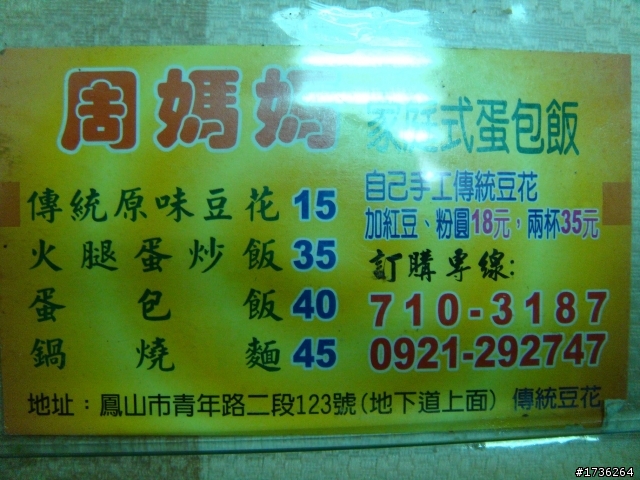 周媽媽 家庭式蛋包飯
傳統原味豆花 15
火腿蛋炒飯 35
蛋包飯 40
鍋燒麵 45
自己手工傳統豆花
加紅豆、粉圓18元，兩杯35元
訂購專線:
710-3187
0921-292747
地址：鳳山市青年路二段123號(地下道上面) 傳統豆花
#1736264